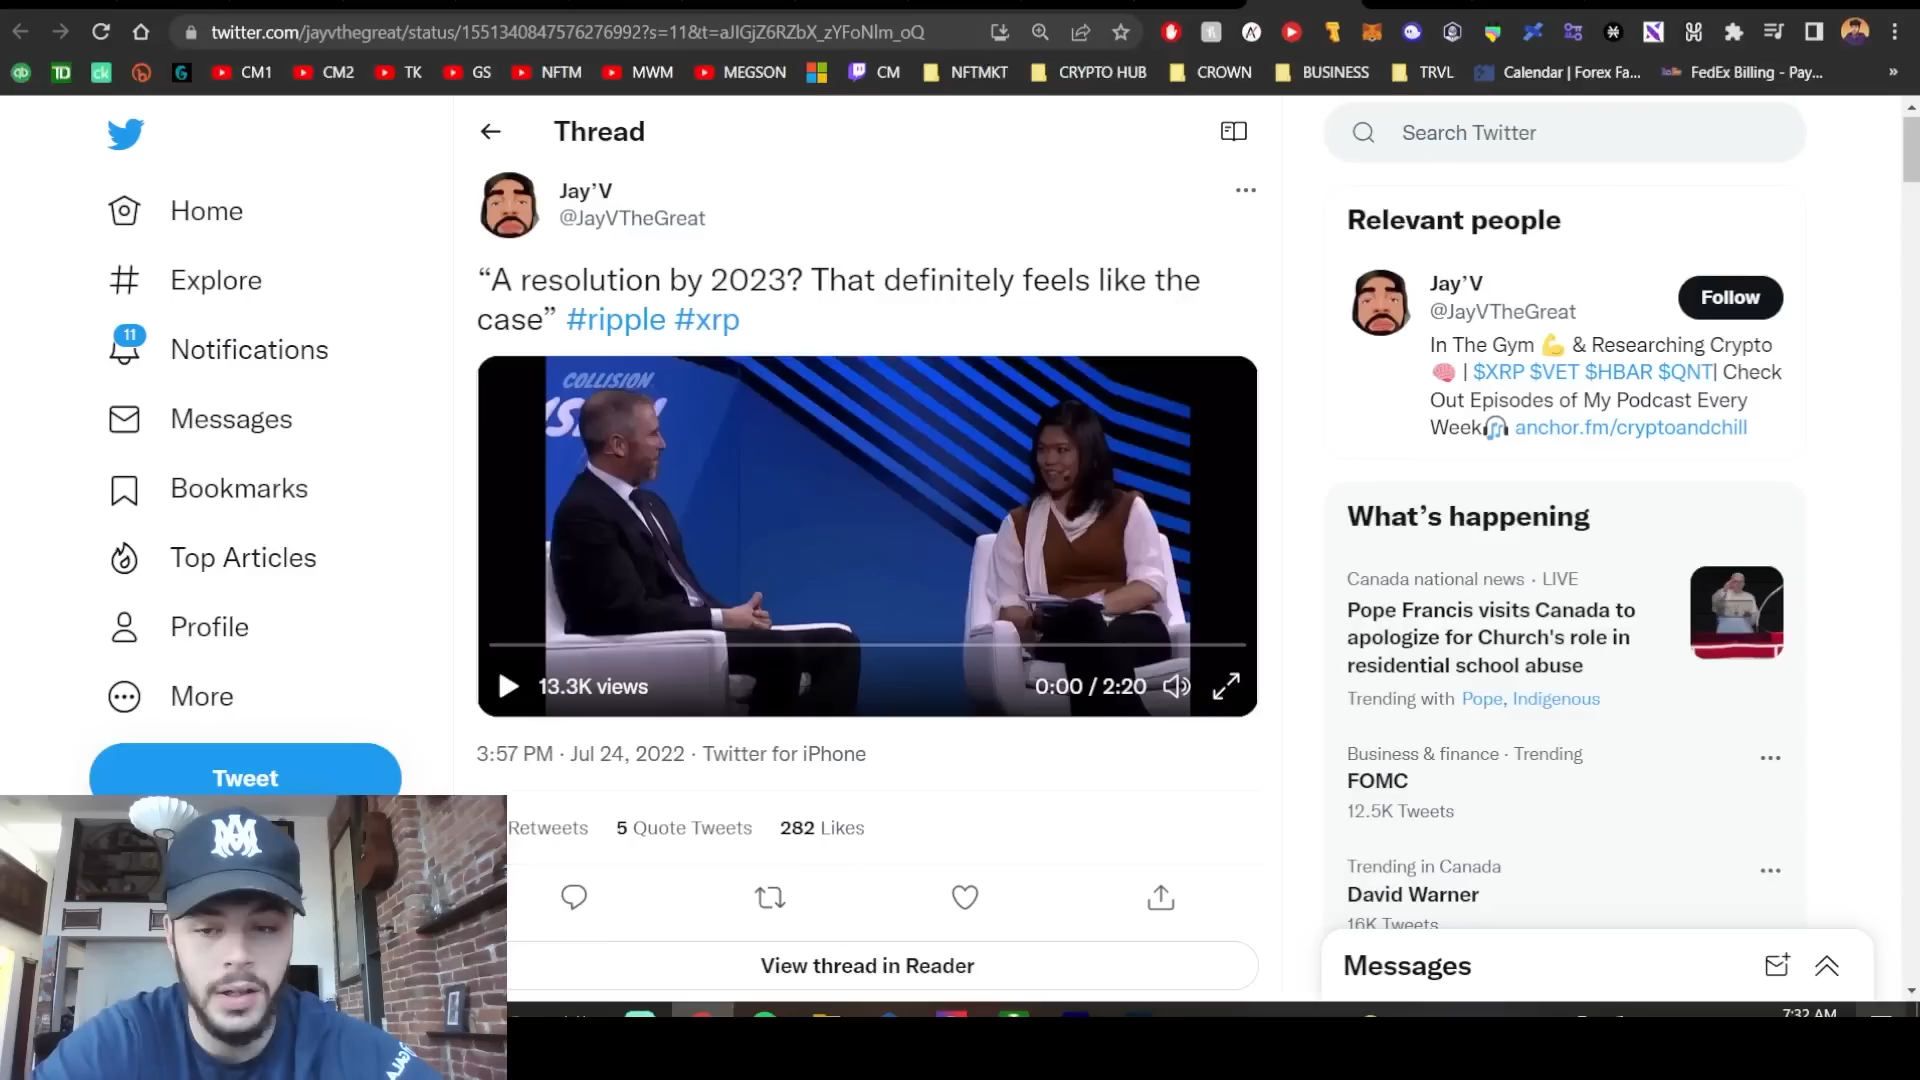 twitter.com/jayvthegreat/status/1551340847576276992?s=11&t=aJIGjZ6RZbX_zYFoNlm_oQ
TD ck G CM1 CM2 TK GS NFTM MWM MEGSON CM NFTMKT CRYPTO HUB CROWN BUSINESS TRVL Calendar | Forex Fa... FedEx Billing - Pay... »
Home
Explore
11
Notifications
Messages
Bookmarks
Top Articles
Profile
More
Tweet
Thread
Jay’V
@JayVTheGreat
“A resolution by 2023? That definitely feels like the
case” #ripple #xrp
COLLISION
13.3K views 0:00 / 2:20
3:57 PM · Jul 24, 2022 · Twitter for iPhone
Retweets 5 Quote Tweets 282 Likes
View thread in Reader
Search Twitter
Relevant people
Jay’V
@JayVTheGreat
Follow
In The Gym 💪 & Researching Crypto
🧠 | $XRP $VET $HBAR $QNT| Check
Out Episodes of My Podcast Every
Week🎧 anchor.fm/cryptoandchill
What’s happening
Canada national news · LIVE
Pope Francis visits Canada to
apologize for Church's role in
residential school abuse
Trending with Pope, Indigenous
Business & finance · Trending
FOMC
12.5K Tweets
Trending in Canada
David Warner
16K Tweets
Messages
7:32 AM